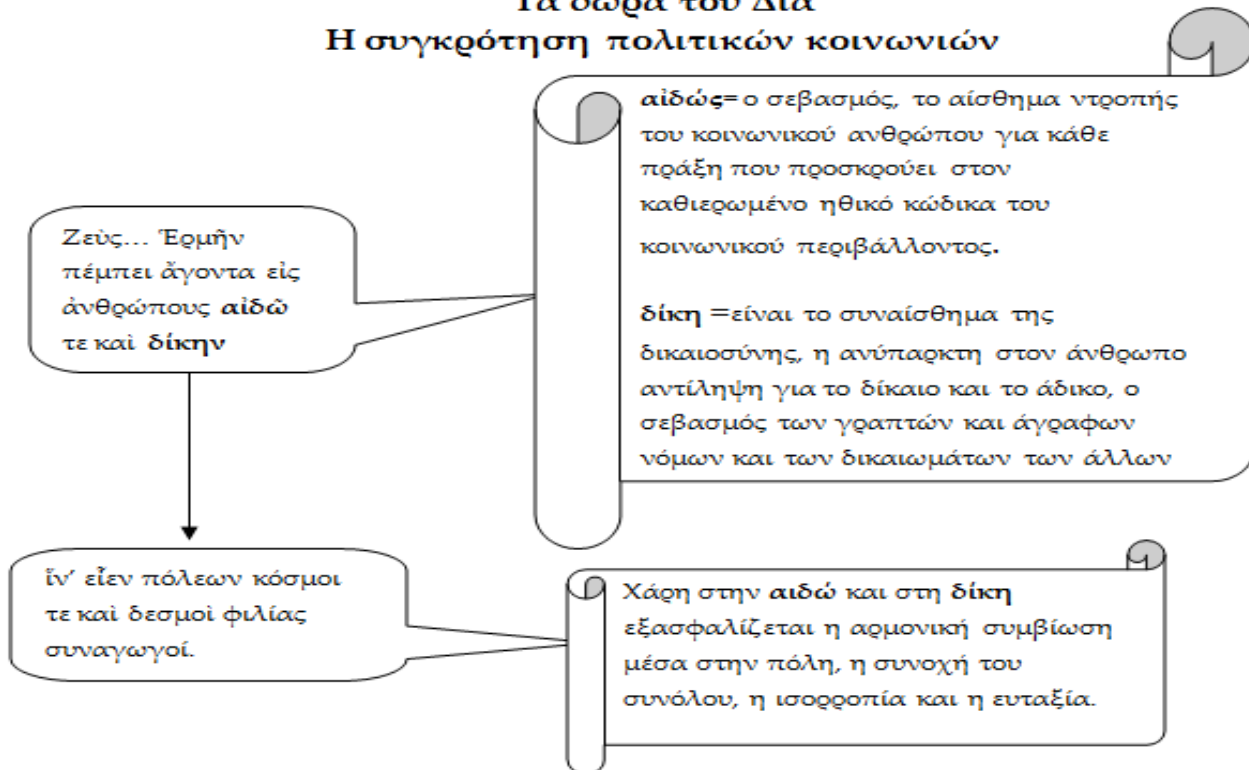 Τα δώρα του Δία
Η συγκρότηση πολιτικών κοινωνιών
αἰδώς= ο σεβασμός, το αίσθημα ντροπής
του κοινωνικού ανθρώπου για κάθε
πράξη που προσκρούει στον
καθιερωμένο ηθικό κώδικα του
κοινωνικού περιβάλλοντος.
δίκη =είναι το συναίσθημα της
δικαιοσύνης, η ανύπαρκτη στον άνθρωπο
αντίληψη για το δίκαιο και το άδικο, ο
σεβασμός των γραπτών και άγραφων
νόμων και των δικαιωμάτων των άλλων
Ζεὺς... Ἑρμῆν
πέμπει ἄγοντα εἰς
ἀνθρώπους αἰδῶ
τε καὶ δίκην
ἵν' εἶεν πόλεων κόσμοι
τε καὶ δεσμοὶ φιλίας
συναγωγοί.
Χάρη στην αιδώ και στη δίκη
εξασφαλίζεται η αρμονική συμβίωση
μέσα στην πόλη, η συνοχή του
συνόλου, η ισορροπία και η ευταξία.